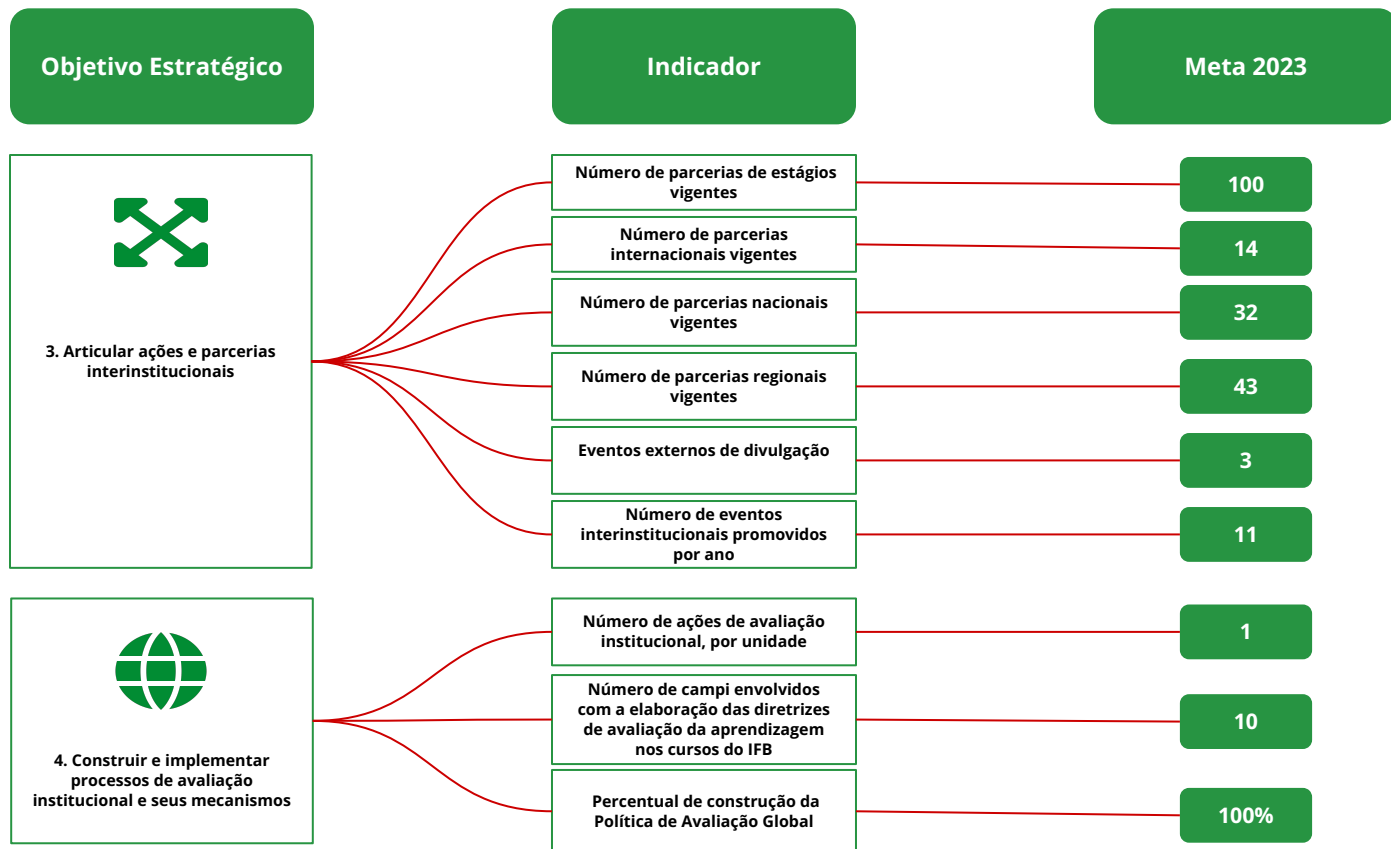 Objetivo Estratégico
Indicador
Meta 2023
3. Articular ações e parcerias
interinstitucionais
Número de parcerias de estágios
vigentes
100
Número de parcerias
internacionais vigentes
14
Número de parcerias nacionais
vigentes
32
Número de parcerias regionais
vigentes
43
Eventos externos de divulgação
3
Número de eventos
interinstitucionais promovidos
por ano
11
4. Construir e implementar
processos de avaliação
institucional e seus mecanismos
Número de ações de avaliação
institucional, por unidade
1
Número de campi envolvidos
com a elaboração das diretrizes
de avaliação da aprendizagem
nos cursos do IFB
10
Percentual de construção da
Política de Avaliação Global
100%